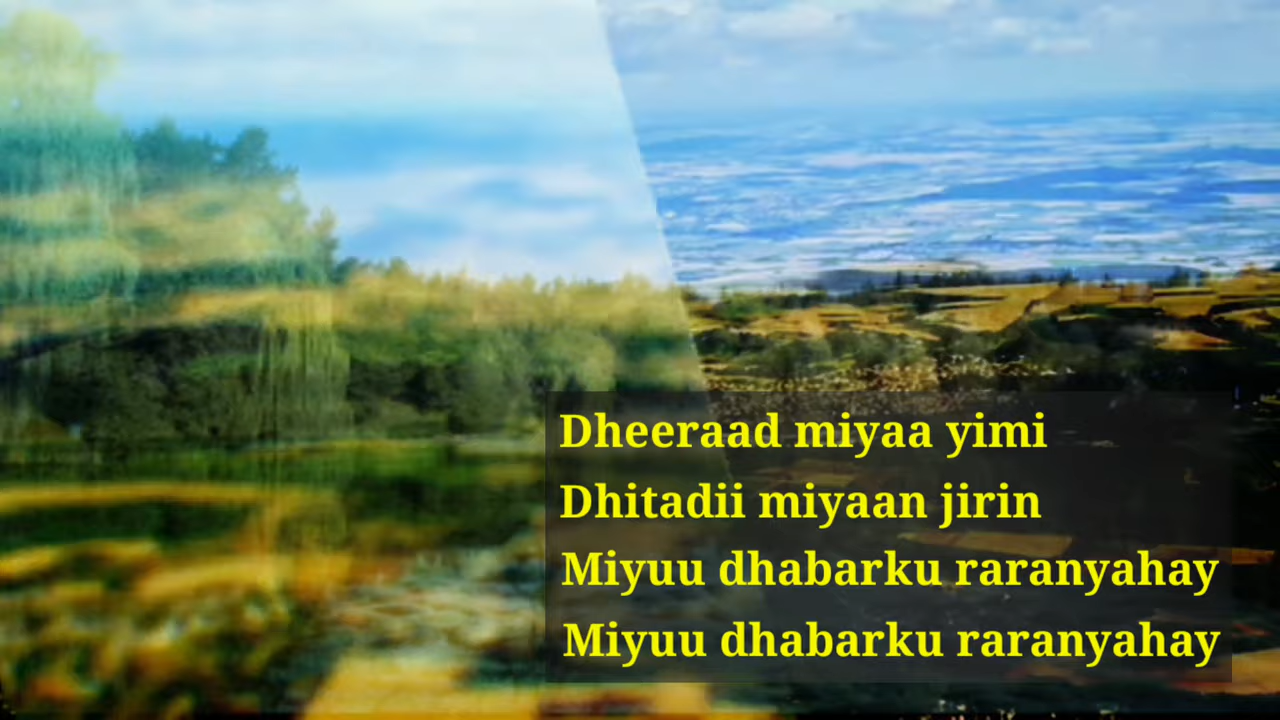 Dheeraad miyaa yimi
Dhitadii miyaan jirin
Miyuu dhabarku raranyahay
Miyuu dhabarku raranyahay